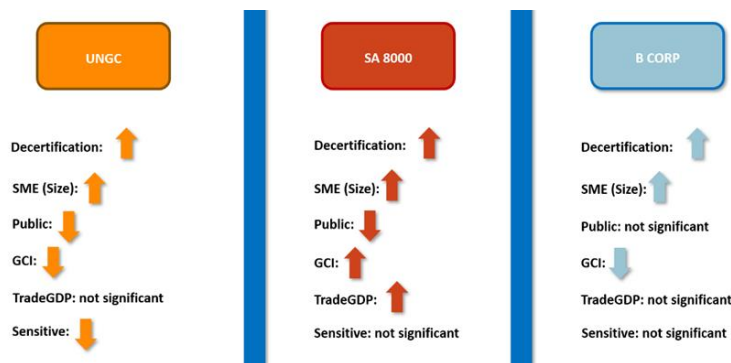 UNGC
Decertification:
SME (Size):
Public:
GCI:
TradeGDP: not significant
Sensitive:
SA 8000
Decertification:
SME (Size):
Public:
GCI:
TradeGDP:
Sensitive: not significant
B CORP
Decertification:
SME (Size):
Public: not significant
GCI:
TradeGDP: not significant
Sensitive: not significant